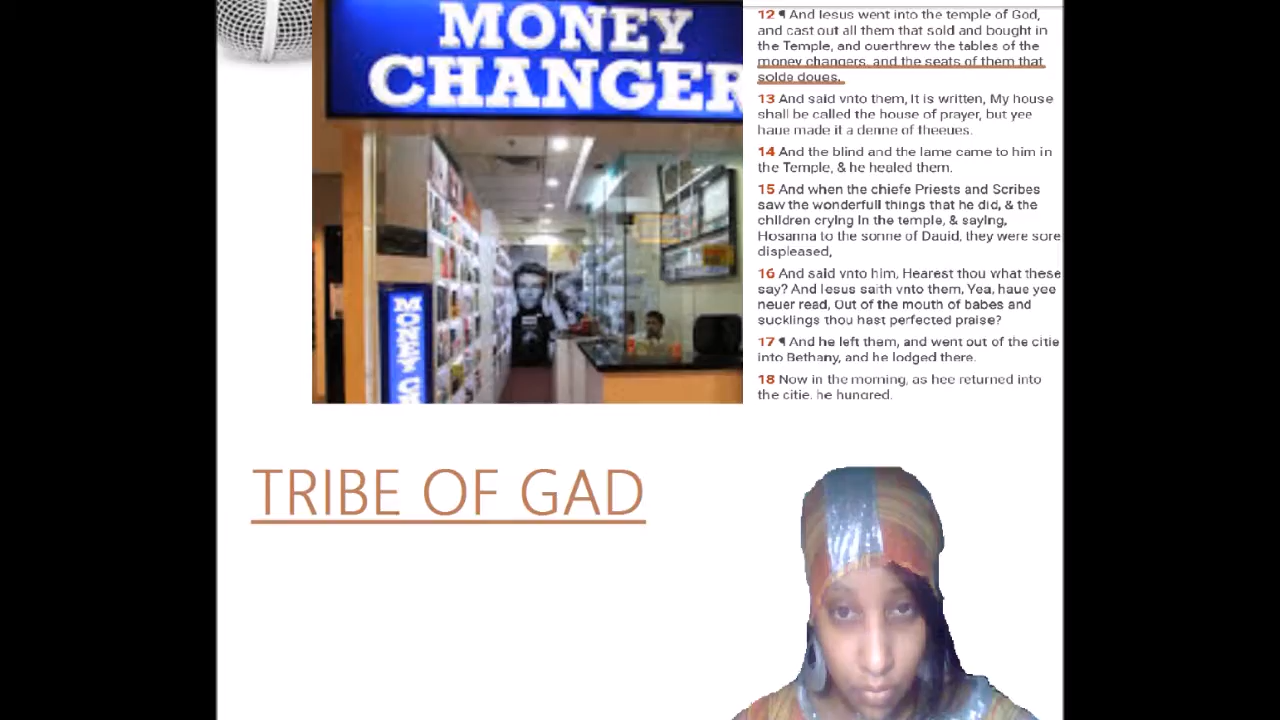 MONEY
CHANGER
MONEY C
12 ¶ And Iesus went into the temple of God,
and cast out all them that sold and bought in
the Temple, and ouerthrew the tables of the
money changers, and the seats of them that
solde doues.
13 And said vnto them, It is written, My house
shall be called the house of prayer, but yee
haue made it a denne of theeues.
14 And the blind and the lame came to him in
the Temple, & he healed them.
15 And when the chiefe Priests and Scribes
saw the wonderfull things that he did, & the
children crying in the temple, & saying,
Hosanna to the sonne of Dauid, they were sore
displeased,
16 And said vnto him, Hearest thou what these
say? And Iesus saith vnto them, Yea, haue yee
neuer read, Out of the mouth of babes and
sucklings thou hast perfected praise?
17 ¶ And he left them, and went out of the citie
into Bethany, and he lodged there.
18 Now in the morning, as hee returned into
the citie, he hungred.
TRIBE OF GAD